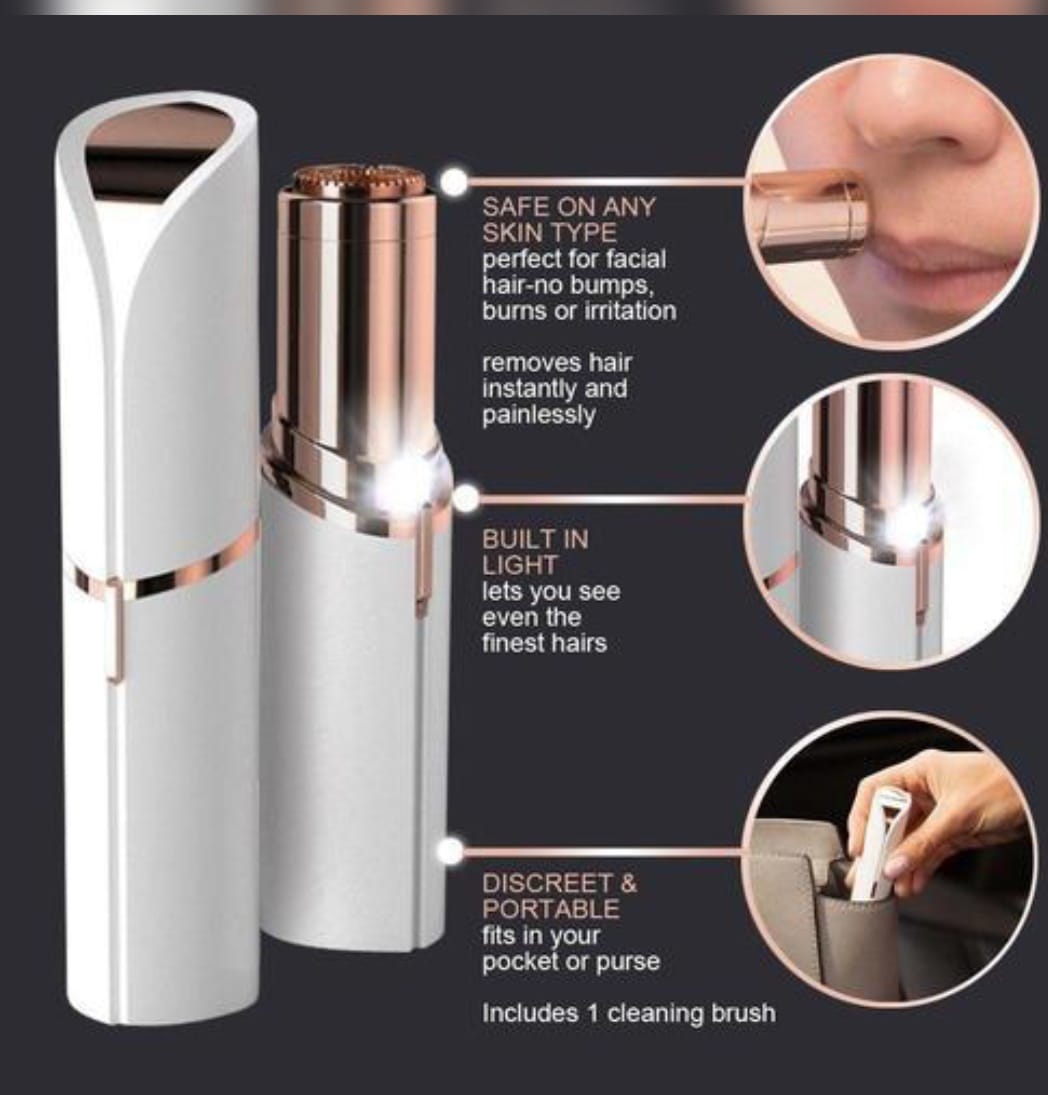 SAFE ON ANY
SKIN TYPE
perfect for facial
hair-no bumps,
burns or irritation
removes hair
instantly and
painlessly
BUILT IN
LIGHT
lets you see
even the
finest hairs
DISCREET &
PORTABLE
fits in your
pocket or purse
Includes 1 cleaning brush